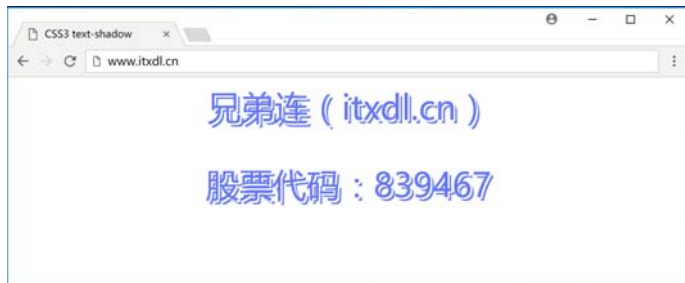 CSS3 text-shadow
www.itxdl.cn
兄弟连（itxdl.cn）
股票代码：839467